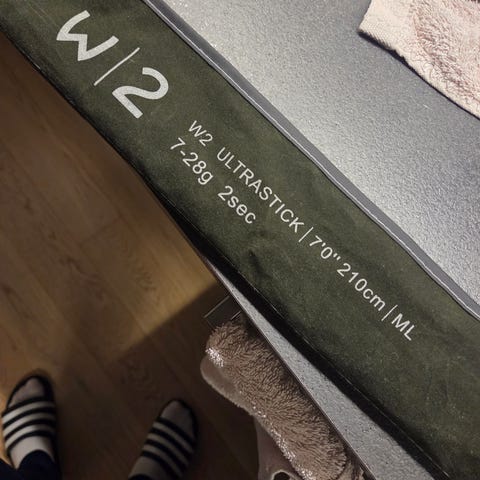 W|2
W2 ULTRASTICK | 7'0'' 210cm | ML
7-28g 2sec